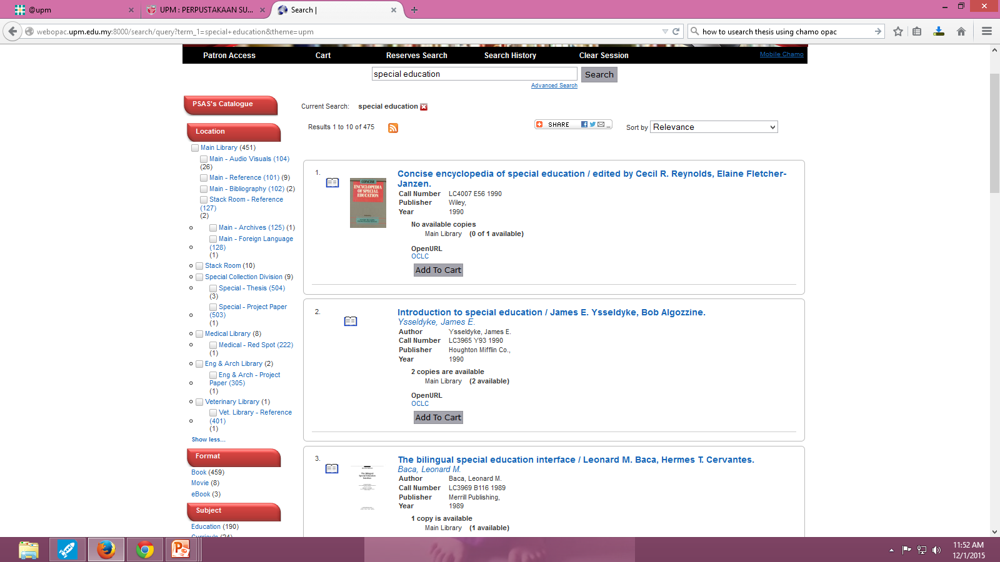 @upm
UPM : PERPUSTAKAAN SU...
Search |
webopac.upm.edu.my:8000/search/query?term_1=special+education&theme=upm
how to usearch thesis using chamo opac
Patron Access
Cart
Reserves Search
Search History
Clear Session
Mobile Chamo
special education
Search
Advanced Search
PSAS's Catalogue
Current Search: special education
Results 1 to 10 of 475
SHARE
...
Sort by Relevance
Location
Main Library (451)
Main - Audio Visuals (104)
(26)
Main - Reference (101) (9)
Main - Bibliography (102) (2)
Stack Room - Reference
(127)
(2)
Main - Archives (125) (1)
Main - Foreign Language
(128)
(1)
Stack Room (10)
Special Collection Division (9)
Special - Thesis (504)
(3)
Special - Project Paper
(503)
(1)
Medical Library (8)
Medical - Red Spot (222)
(1)
Eng & Arch Library (2)
Eng & Arch - Project
Paper (305)
(1)
Veterinary Library (1)
Vet. Library - Reference
(401)
(1)
Show less...
Format
Book (459)
Movie (8)
eBook (3)
Subject
Education (190)
Curricula (24)
1.
CONCISE
ENCYCLOPEDIA
OF SPECIAL
EDUCATION
Concise encyclopedia of special education / edited by Cecil R. Reynolds, Elaine Fletcher-
Janzen.
Call Number LC4007 E56 1990
Publisher Wiley,
Year 1990
No available copies
Main Library (0 of 1 available)
OpenURL
OCLC
Add To Cart
2.
Introduction to special education / James E. Ysseldyke, Bob Algozzine.
Ysseldyke, James E.
Author Ysseldyke, James E.
Call Number LC3965 Y93 1990
Publisher Houghton Mifflin Co.,
Year 1990
2 copies are available
Main Library (2 available)
OpenURL
OCLC
Add To Cart
3.
The Bilingual
Special Education
Interface
The bilingual special education interface / Leonard M. Baca, Hermes T. Cervantes.
Baca, Leonard M.
Author Baca, Leonard M.
Call Number LC3969 B116 1989
Publisher Merrill Publishing,
Year 1989
1 copy is available
Main Library (1 available)
11:52 AM
12/1/2015